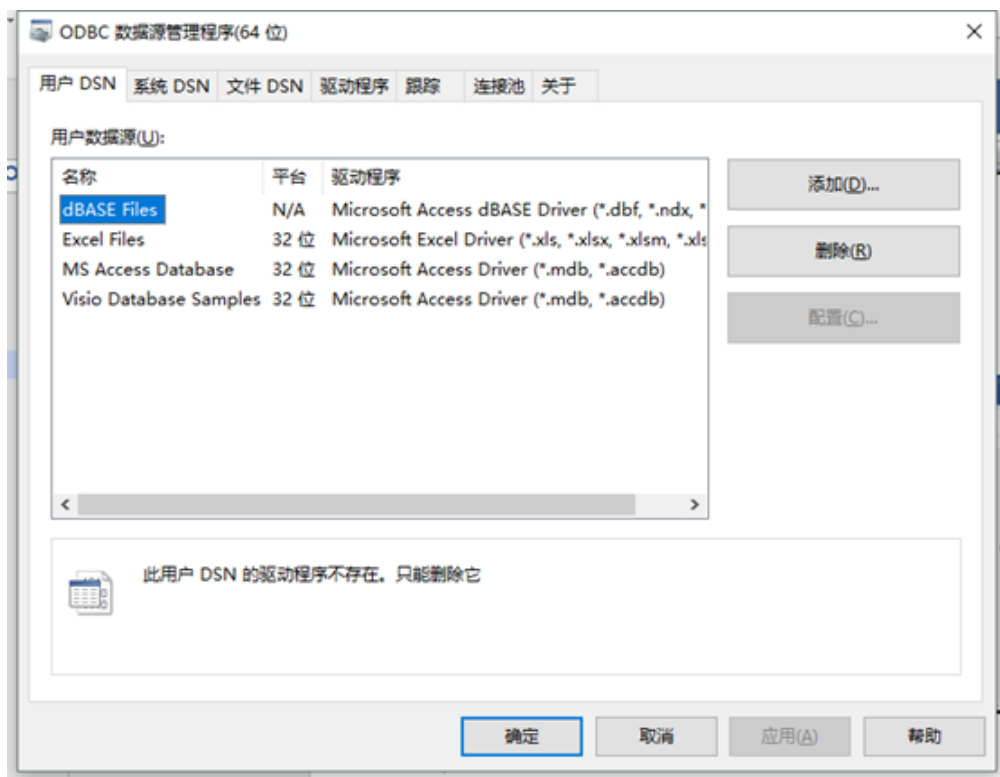 ODBC 数据源管理程序(64 位)
用户 DSN 系统 DSN 文件 DSN 驱动程序 跟踪 连接池 关于
用户数据源(U):
名称 平台 驱动程序
dBASE Files N/A Microsoft Access dBASE Driver (*.dbf, *.ndx, *
Excel Files 32 位 Microsoft Excel Driver (*.xls, *.xlsx, *.xlsm, *.xls
MS Access Database 32 位 Microsoft Access Driver (*.mdb, *.accdb)
Visio Database Samples 32 位 Microsoft Access Driver (*.mdb, *.accdb)
添加(D)...
删除(R)
配置(C)...
此用户 DSN 的驱动程序不存在。只能删除它
确定 取消 应用(A) 帮助